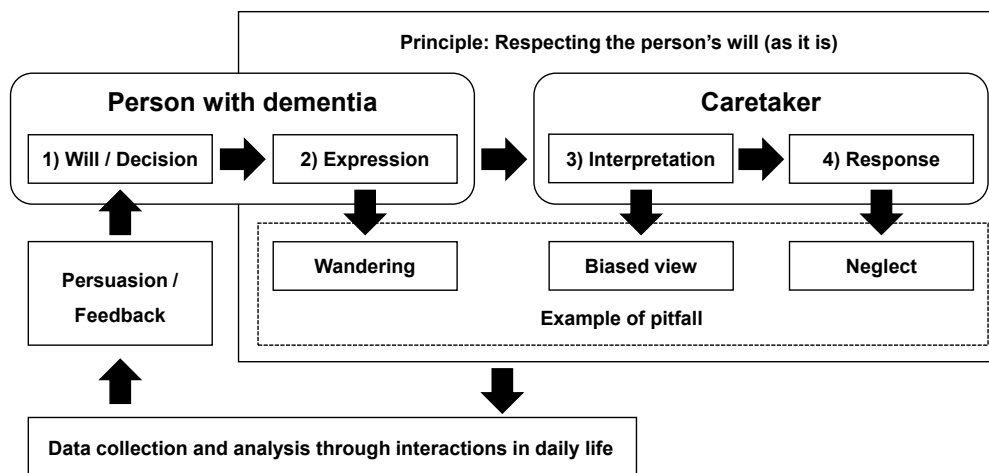 Principle: Respecting the person’s will (as it is)
Person with dementia
Caretaker
1) Will / Decision
2) Expression
3) Interpretation
4) Response
Persuasion /
Feedback
Wandering
Biased view
Neglect
Example of pitfall
Data collection and analysis through interactions in daily life